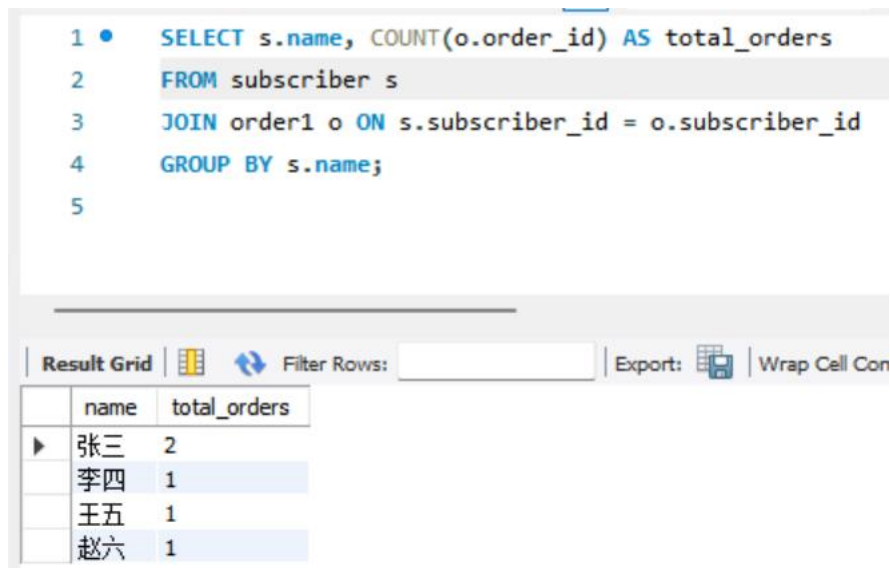 1 SELECT s.name, COUNT(o.order_id) AS total_orders
2 FROM subscriber s
3 JOIN order1 o ON s.subscriber_id = o.subscriber_id
4 GROUP BY s.name;
5
Result Grid Filter Rows: Export: Wrap Cell Con
name total_orders
张三 2
李四 1
王五 1
赵六 1